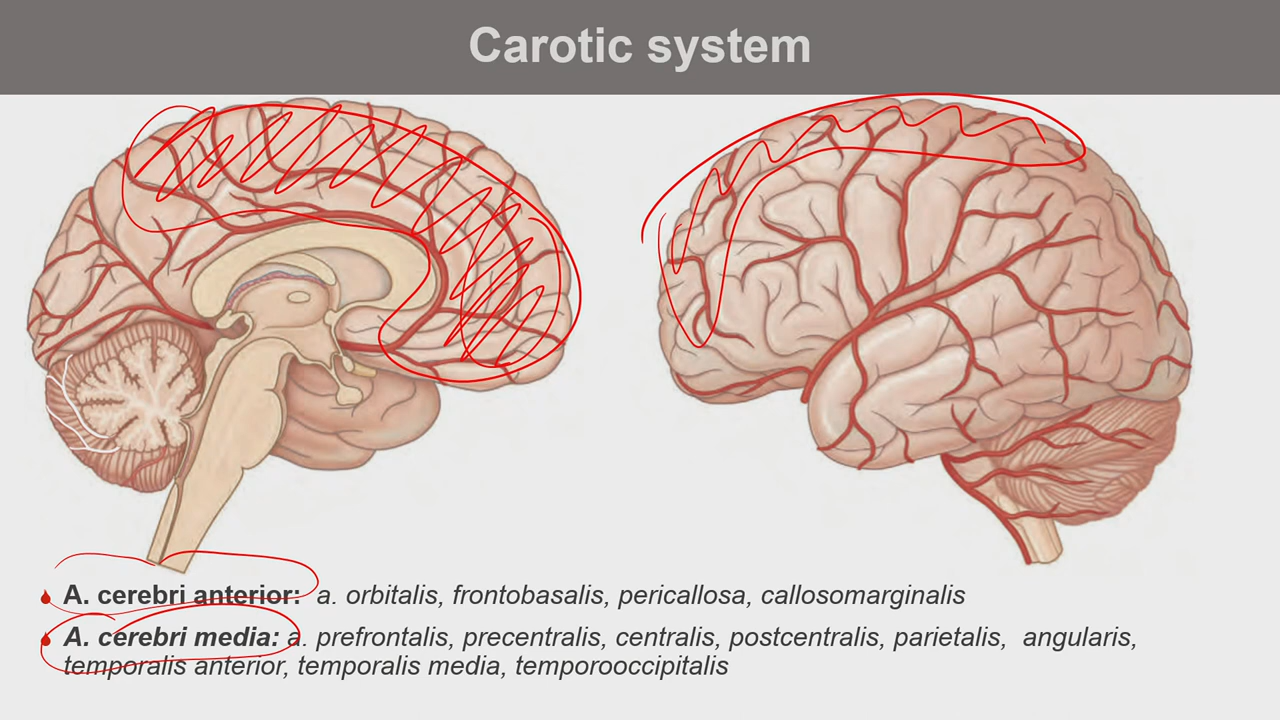 Carotic system
A. cerebri anterior: a. orbitalis, frontobasalis, pericallosa, callosomarginalis
A. cerebri media: a. prefrontalis, precentralis, centralis, postcentralis, parietalis, angularis,
temporalis anterior, temporalis media, temporooccipitalis